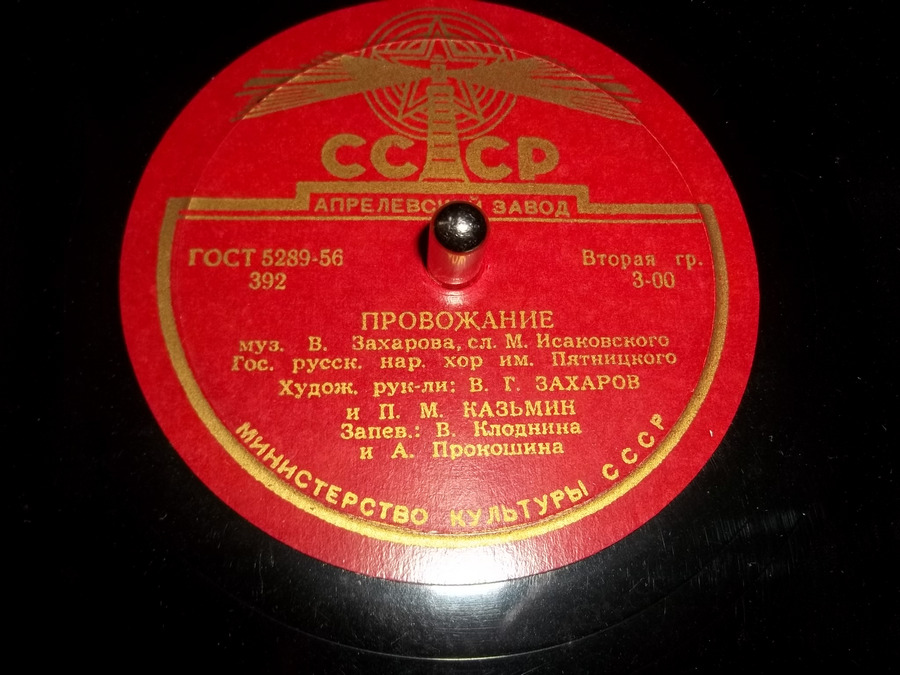 СССР
АПРЕЛЕВСКИЙ ЗАВОД
ГОСТ 5289-56
392
Вторая гр.
3-00
ПРОВОЖАНИЕ
муз. В. Захарова, сл. М. Исаковского
Гос. русск. нар. хор им. Пятницкого
Худож. рук-ли: В. Г. ЗАХАРОВ
и П. М. КАЗЬМИН
Запев.: В. Клоднина
и А. Прокошина
МИНИСТЕРСТВО КУЛЬТУРЫ СССР